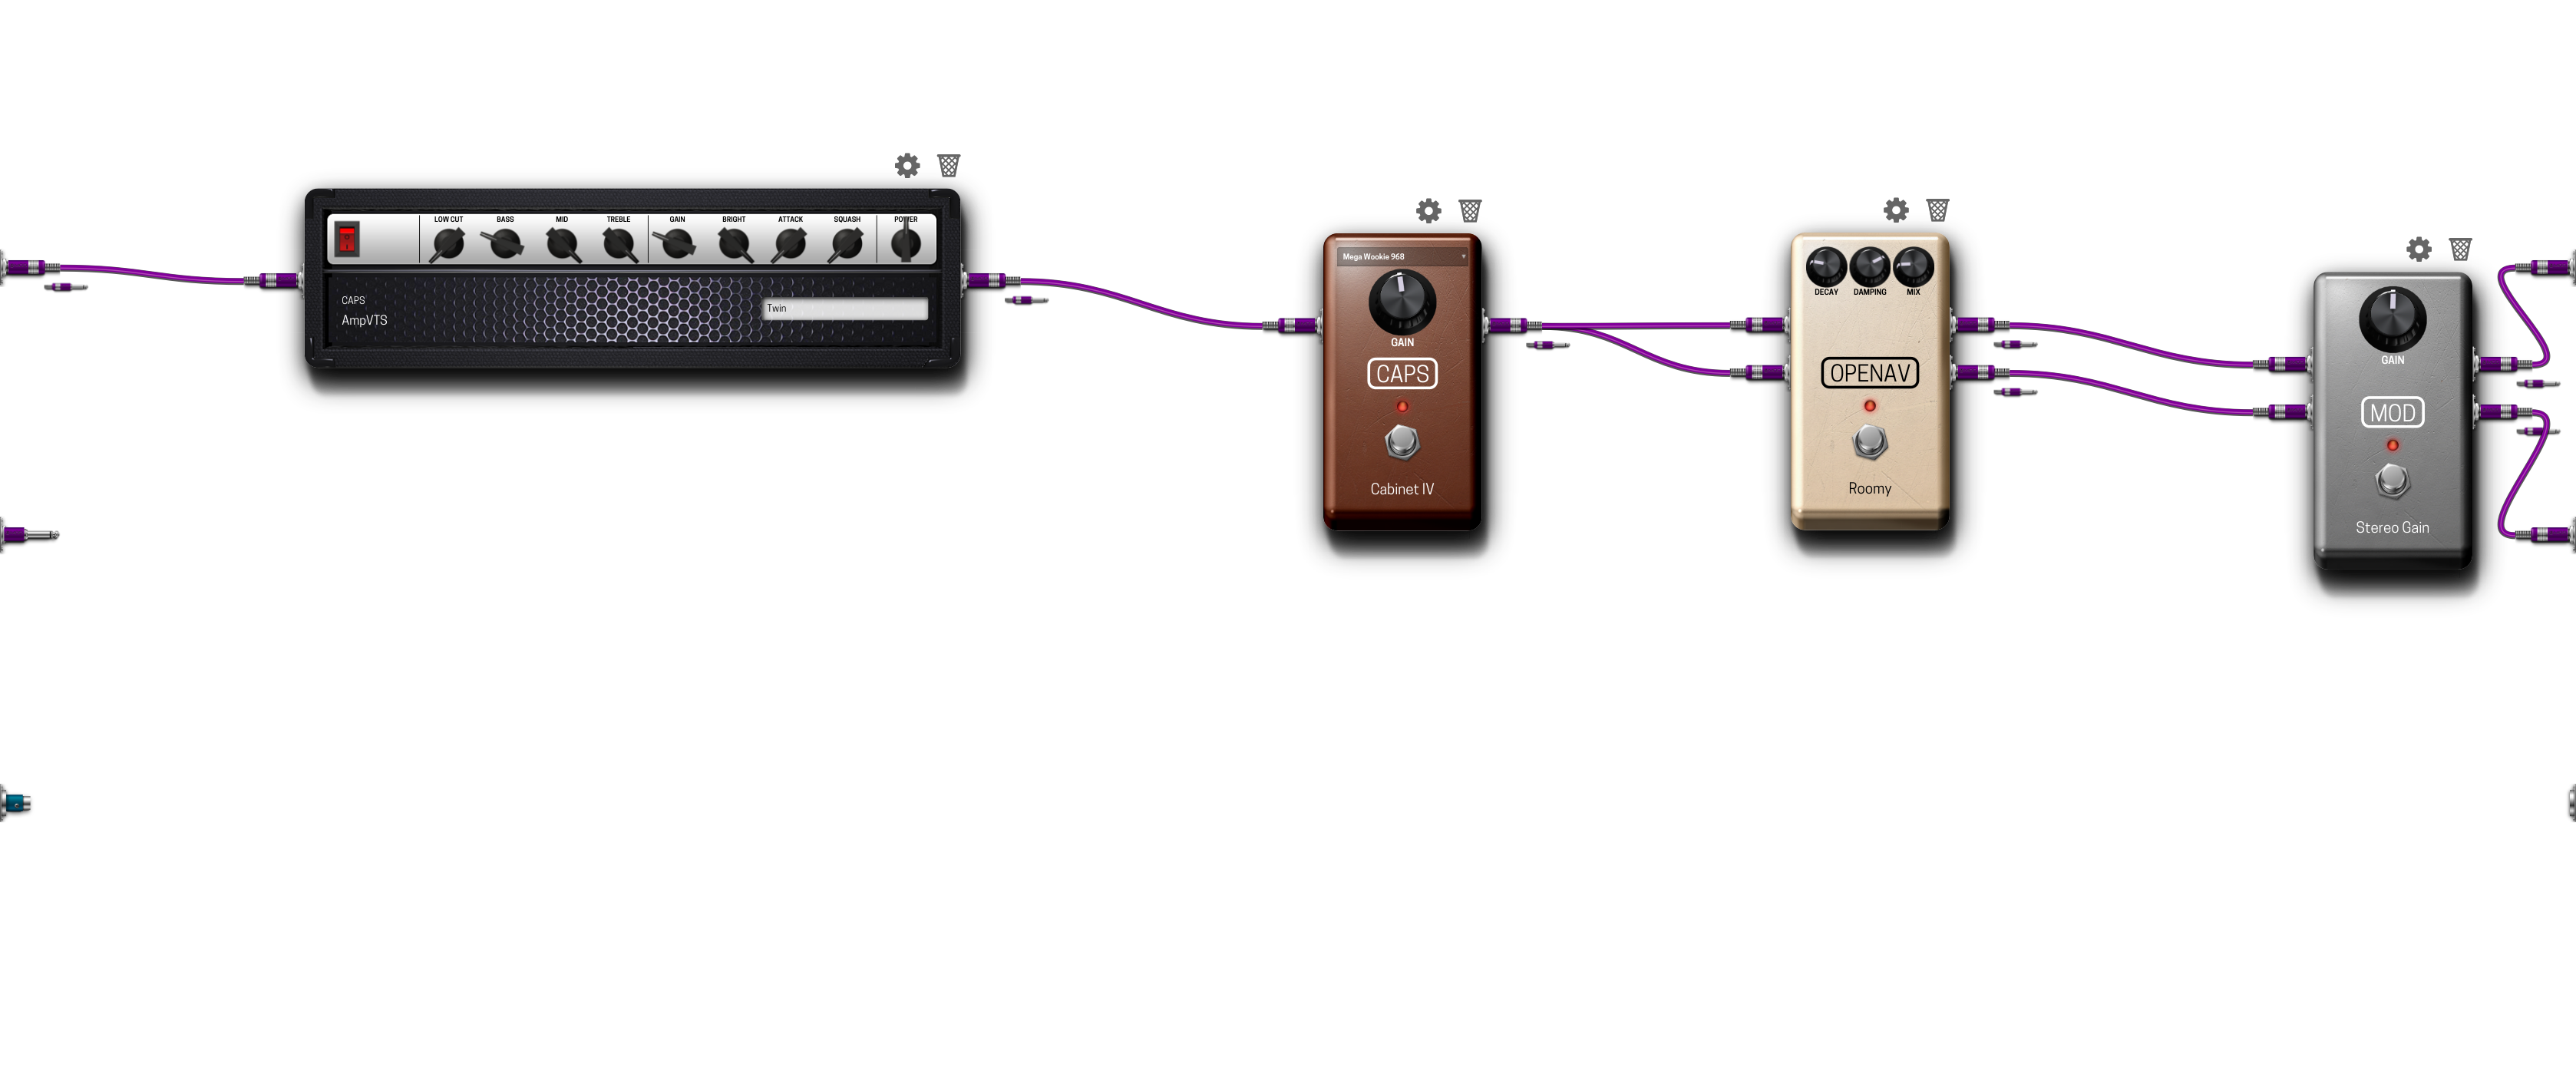 LOW CUT BASS MID TREBLE GAIN BRIGHT ATTACK SQUASH POWER
CAPS
AmpVTS
Twin
Mega Wookie 968
GAIN
CAPS
Cabinet IV
DECAY DAMPING MIX
OPENAV
Roomy
GAIN
MOD
Stereo Gain